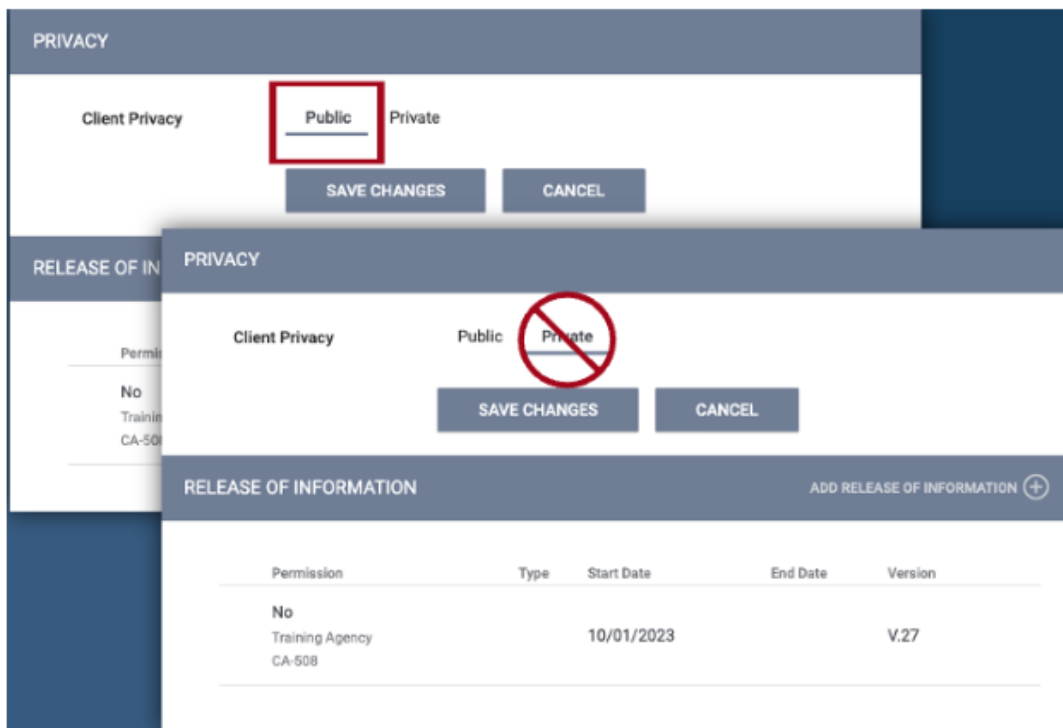 PRIVACY
Client Privacy Public Private
SAVE CHANGES CANCEL
RELEASE OF IN
No
CA-50
PRIVACY
Client Privacy Public Private
SAVE CHANGES CANCEL
RELEASE OF INFORMATION ADD RELEASE OF INFORMATION
Permission Type Start Date End Date Version
No
Training Agency 10/01/2023 V.27
CA-508